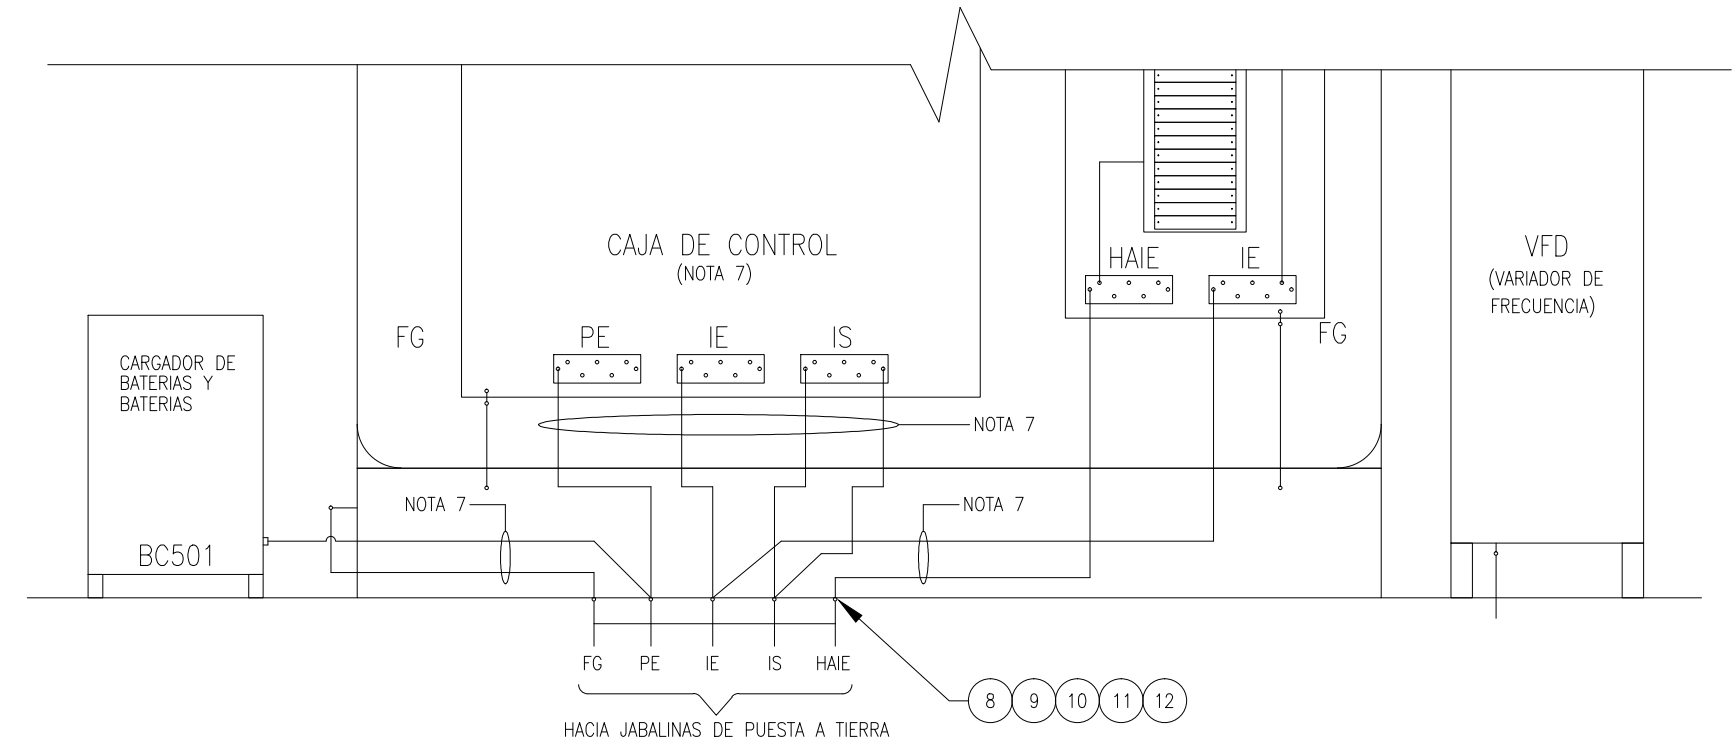 CAJA DE CONTROL
(NOTA 7)
HAIE
IE
VFD
(VARIADOR DE
FRECUENCIA)
FG
PE
IE
IS
FG
CARGADOR DE
BATERIAS Y
BATERIAS
NOTA 7
NOTA 7
NOTA 7
BC501
FG
PE
IE
IS
HAIE
8
9
10
11
12
HACIA JABALINAS DE PUESTA A TIERRA